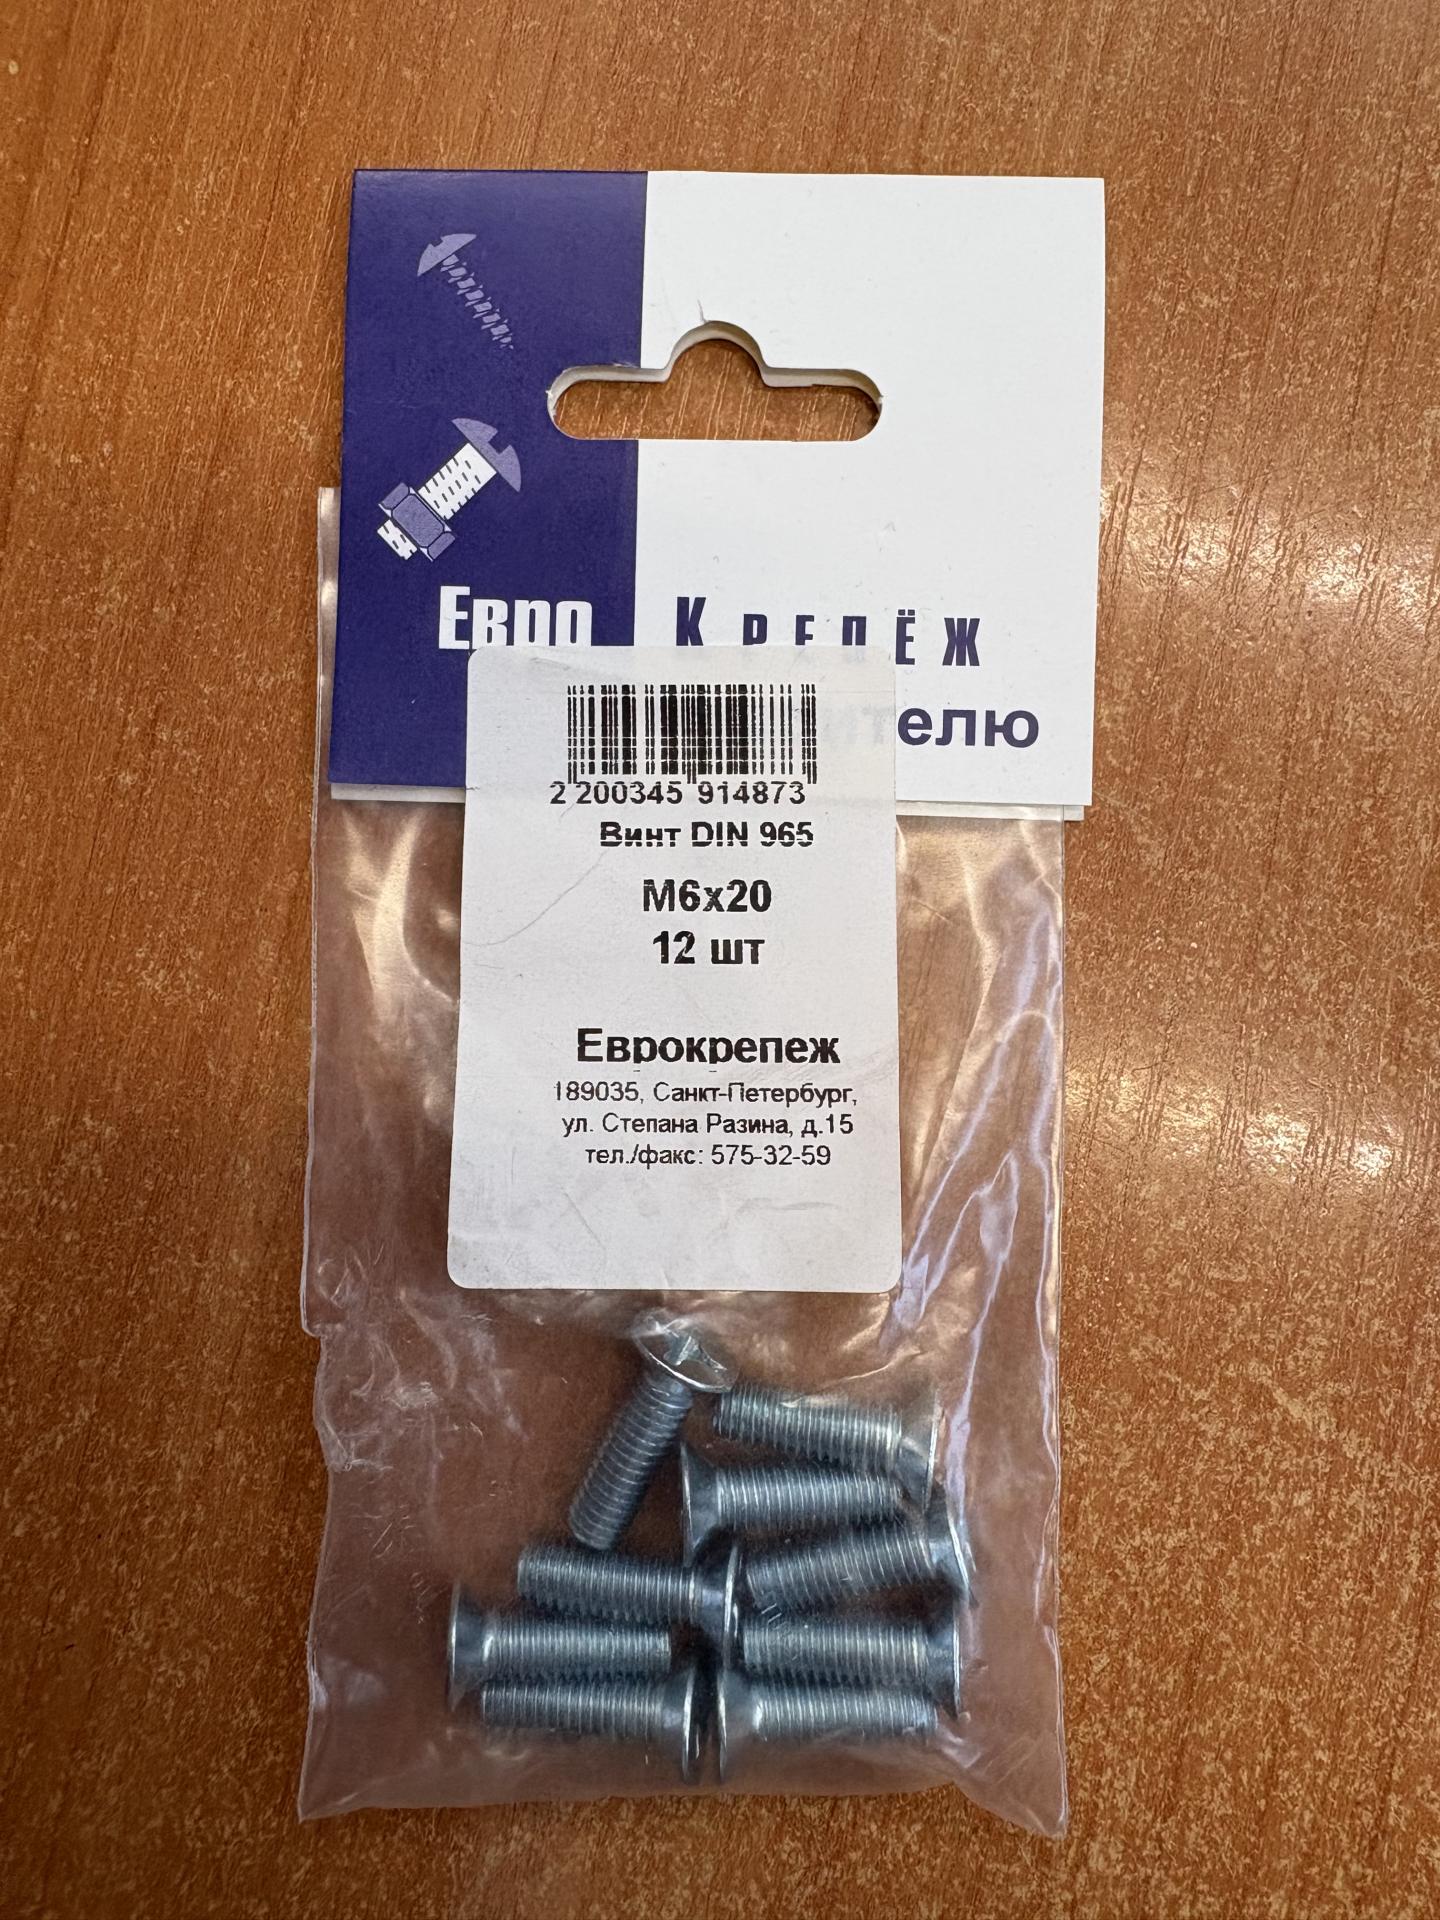 Евро Крепёж
2 200345 914873
Винт DIN 965
М6х20
12 шт
Еврокрепеж
189035, Санкт-Петербург,
ул. Степана Разина, д.15
тел./факс: 575-32-59